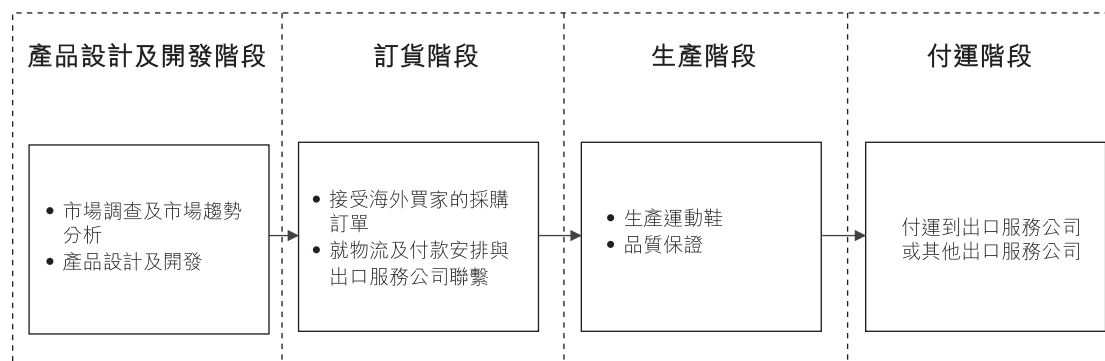 產品設計及開發階段
訂貨階段
生產階段
付運階段
• 市場調查及市場趨勢
分析
• 產品設計及開發
• 接受海外買家的採購
訂單
• 就物流及付款安排與
出口服務公司聯繫
• 生產運動鞋
• 品質保證
付運到出口服務公司
或其他出口服務公司